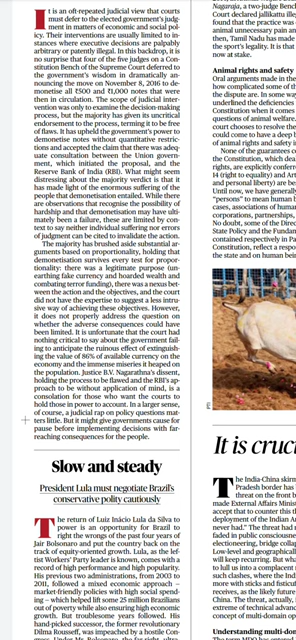 It is an oft-repeated judicial view that courts
must defer to the elected government's judg-
ment in matters of economic and social pol-
icy. Their interventions are usually limited to in-
stances where executive decisions are palpably
arbitrary or patently illegal. In this backdrop, it is
no surprise that four of the five judges on a Con-
stitution Bench of the Supreme Court deferred to
the government's wisdom in dramatically an-
nouncing the move on November 8, 2016 to de-
monetise all ₹500 and ₹1,000 notes that were
then in circulation. The scope of judicial inter-
vention was only to examine the decision-making
process, but the majority has given its uncritical
endorsement to the process, terming it to be free
of flaws. It has upheld the government's power to
demonetise notes without quantitative restric-
tions and accepted the claim that there was adeq-
uate consultation between the Union govern-
ment, which initiated the proposal, and the
Reserve Bank of India (RBI). What might seem
distressing about the majority verdict is that it
has made light of the enormous suffering of the
people that demonetisation entailed. While there
are observations that recognise the possibility of
hardship and that demonetisation may have ulti-
mately been a failure, these are limited by con-
text to say neither individual suffering nor errors
of judgment can be cited to invalidate the action.
The majority has brushed aside substantial ar-
guments based on proportionality, holding that
demonetisation survives every test for propor-
tionality: there was a legitimate purpose (un-
earthing fake currency and hoarded wealth and
combating terror funding), there was a nexus bet-
ween the action and the objectives, and the court
did not have the expertise to suggest a less intru-
sive way of achieving these objectives. However,
it does not properly address the question on
whether the adverse consequences could have
been limited. It is unfortunate that the court had
nothing critical to say about the government fail-
ing to anticipate the ruinous effect of extinguish-
ing the value of 86% of available currency on the
economy and the immense miseries it heaped on
the population. Justice B.V. Nagarathna's dissent,
holding the process to be flawed and the RBI's ap-
proach to be without application of mind, is a
consolation for those who want the courts to
hold those in power to account. In a larger sense,
of course, a judicial rap on policy questions mat-
ters little. But it might give governments cause for
pause before implementing decisions with far-
reaching consequences for the people.
Slow and steady
President Lula must negotiate Brazil's
conservative polity cautiously
The return of Luiz Inácio Lula da Silva to
power is an opportunity for Brazil to
right the wrongs of the past four years of
Jair Bolsonaro and put the country back on the
track of equity-oriented growth. Lula, as the left-
ist Workers' Party leader is known, comes with a
record of high performance and high popularity.
His previous two administrations, from 2003 to
2011, followed a mixed economic approach –
market-friendly policies with high social spend-
ing – which helped lift some 25 million Brazilians
out of poverty while also ensuring high economic
growth. But troublesome years followed. His
hand-picked successor, the former revolutionary
Dilma Rousseff, was impeached by a hostile Con-
Nagaraja, a two-judge Bench
Court declared jallikattu ille
found that the practice was
animal unnecessary pain an
then, Tamil Nadu has made
the sport's legality. It is that
now at stake.
Animal rights and safety
Oral arguments made in the
how complicated some of th
the dispute are. In some way
underlined the deficiencies
Constitution when it comes
questions of animal welfare.
court chooses to resolve the
could come to have a deep b
of animal rights and safety in
None of the guarantees c
the Constitution, which dea
rights, are explicitly conferr
14 (right to equality) and Arti
and personal liberty) are be
Until now, we have generally
"persons" to mean human b
cases, associations of human
corporations, partnerships,
No doubt, some of the Direc
State Policy and the Fundam
contained respectively in Pa
Constitution, reflect a respo
the state and on human bein
PTI
It is cruc
The India-China skirm
Pradesh border has
threat on the front b
made External Affairs Minis
accept that to counter this th
deployment of the Indian Ar
never had." The threat had n
faded in public consciousnes
electioneering, bridge collap
Low-level and geographicall
will keep recurring. But wha
to lull us into a complacent r
such clashes, where the Indi
more with sticks and fisticuf
receives, as the likely future
China. The threat, actually, i
extreme of technical advanc
concept of multi-domain op
Understanding multi-dom